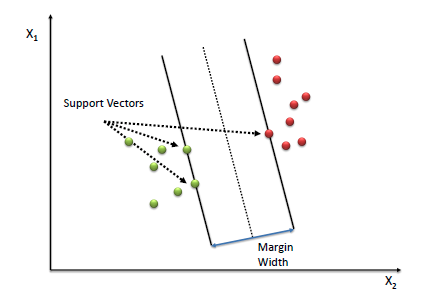 X1
Support Vectors
Margin
Width
X2